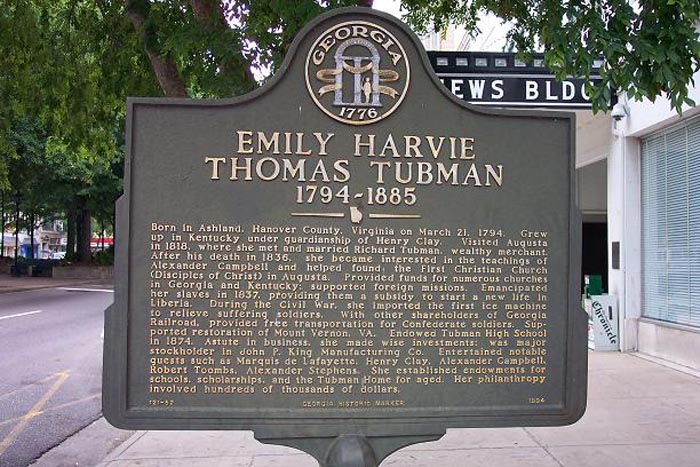 GEORGIA
1776
EMILY HARVIE
THOMAS TUBMAN
1794-1885
Born in Ashland, Hanover County, Virginia on March 21, 1794. Grew
up in Kentucky under guardianship of Henry Clay. Visited Augusta
in 1818, where she met and married Richard Tubman, wealthy merchant.
After his death in 1836, she became interested in the teachings of
Alexander Campbell and helped found, the First Christian Church
(Disciples of Christ) in Augusta. Provided funds for numerous churches
in Georgia and Kentucky; supported foreign missions. Emancipated
her slaves in 1837, providing them a subsidy to start a new life in
Liberia. During the Civil War, she imported the first ice machine
to relieve suffering soldiers. With other shareholders of Georgia
Railroad, provided free transportation for Confederate soldiers. Sup-
ported restoration of Mount Vernon, VA. Endowed Tubman High School
in 1874. Astute in business, she made wise investments; was major
stockholder in John P. King Manufacturing Co. Entertained notable
guests such as Marquis de Lafayette, Henry Clay, Alexander Campbell,
Robert Toombs, Alexander Stephens. She established endowments for
schools, scholarships, and the Tubman Home for aged. Her philanthropy
involved hundreds of thousands of dollars.
121-52 GEORGIA HISTORIC MARKER 1994
EWS BLDG
Chronicle